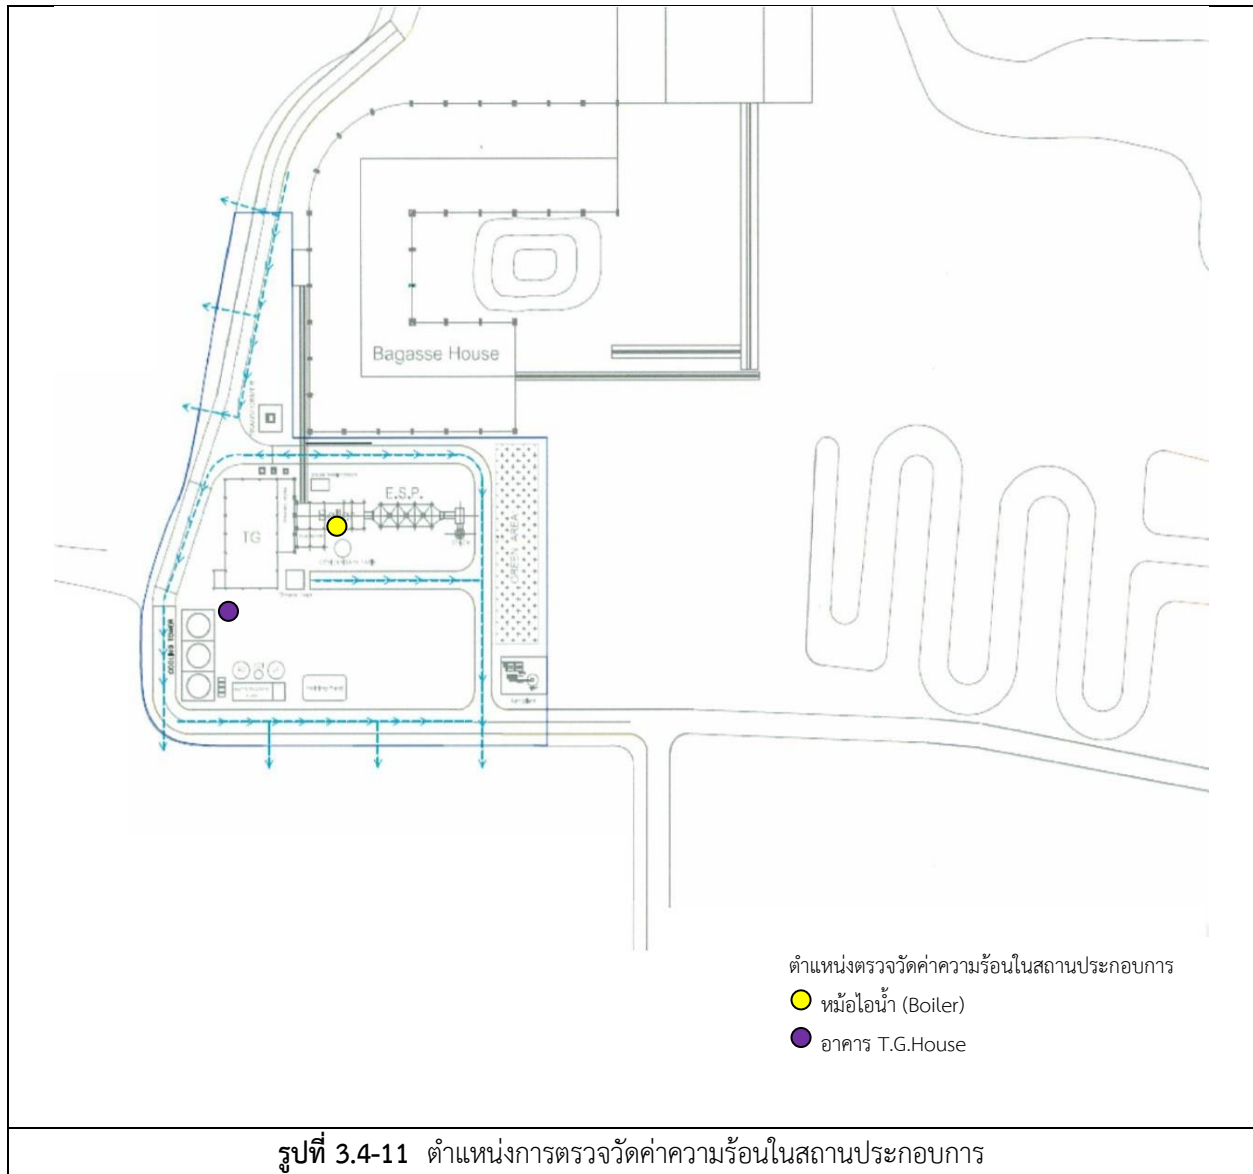 Bagasse House
E.S.P.
Boiler
TG
GREEN AREA
COOLING TOWER
ตำแหน่งตรวจวัดค่าความร้อนในสถานประกอบการ
หม้อไอน้ำ (Boiler)
อาคาร T.G.House
รูปที่ 3.4-11 ตำแหน่งการตรวจวัดค่าความร้อนในสถานประกอบการ